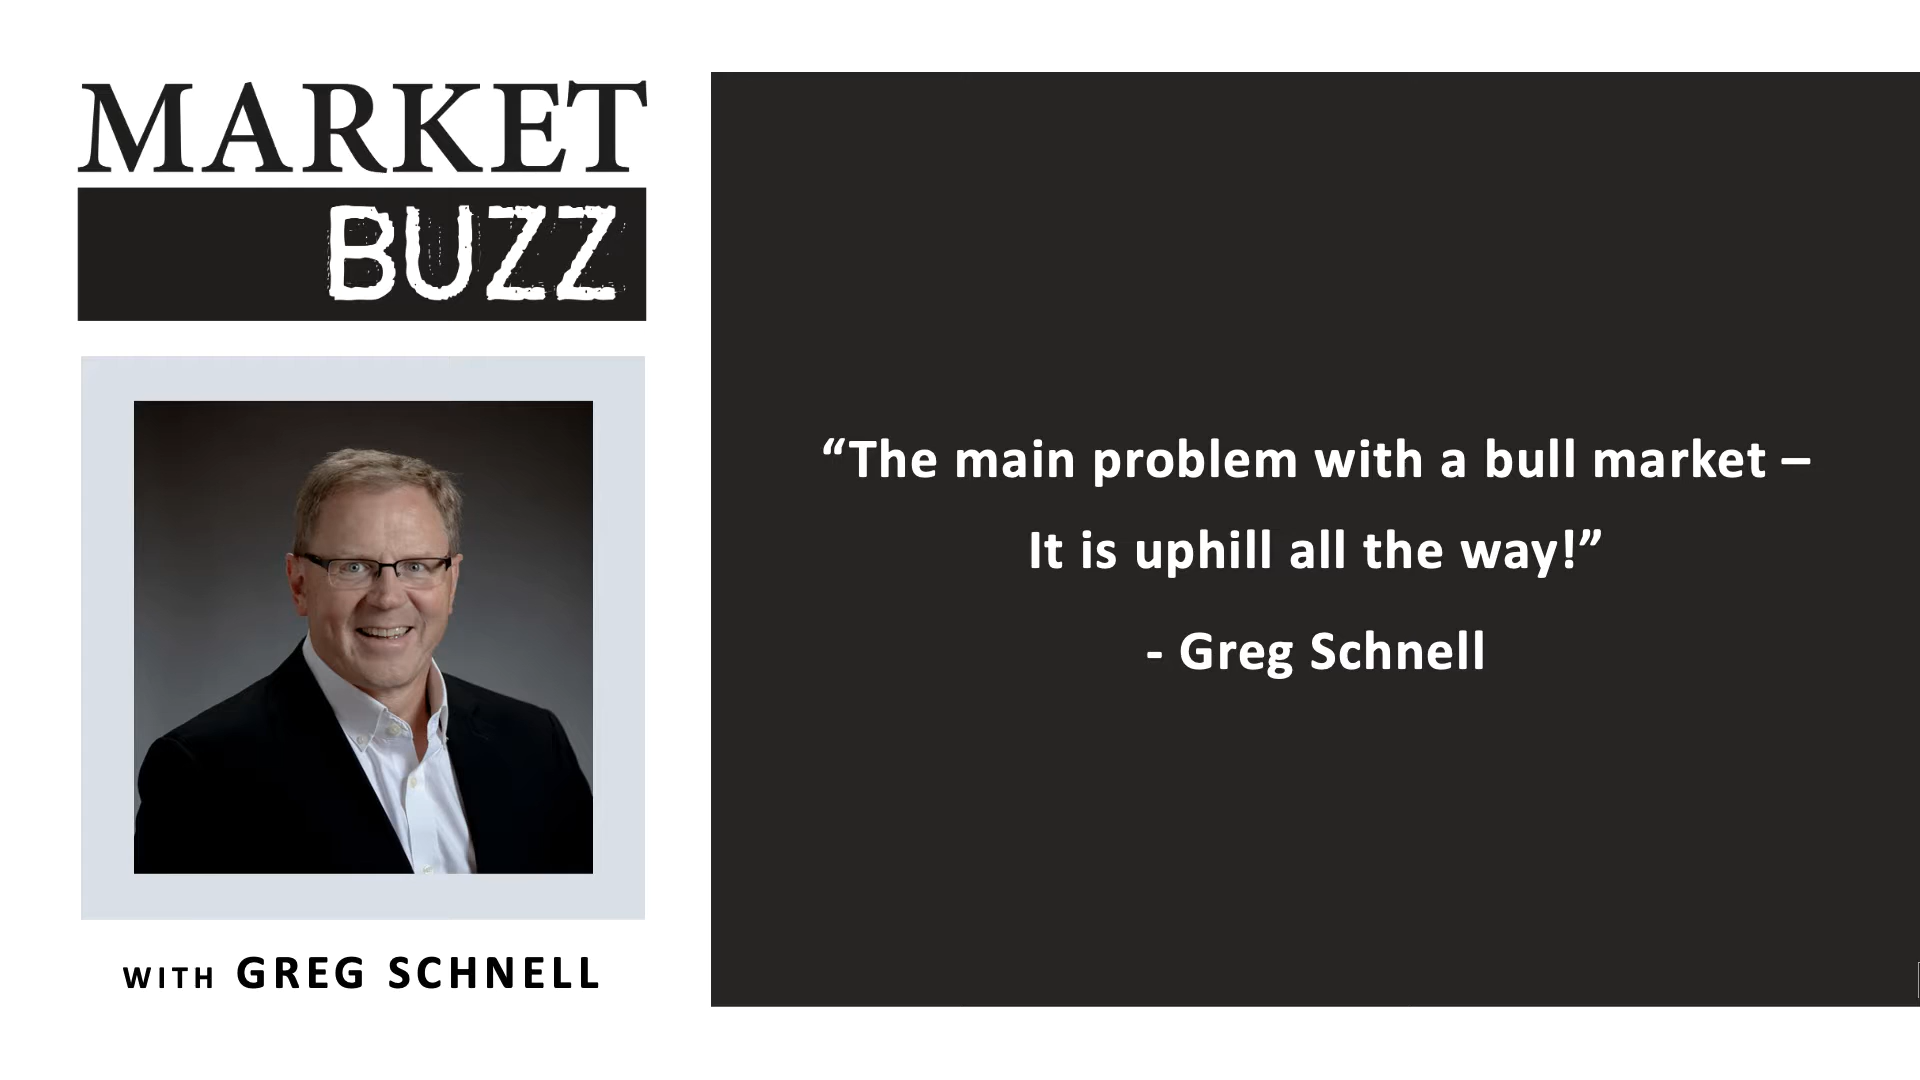 MARKET
BUZZ
WITH GREG SCHNELL
“The main problem with a bull market –
It is uphill all the way!”
- Greg Schnell